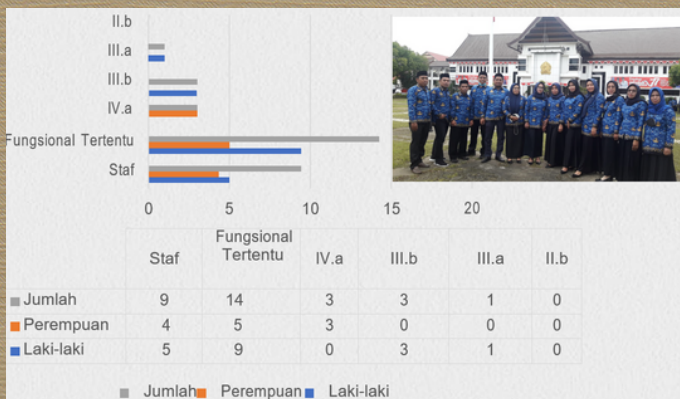 II.b
III.a
III.b
IV.a
Fungsional Tertentu
Staf
0 5 10 15 20
Staf Fungsional Tertentu IV.a III.b III.a II.b
Jumlah 9 14 3 3 1 0
Perempuan 4 5 3 0 0 0
Laki-laki 5 9 0 3 1 0
Jumlah Perempuan Laki-laki